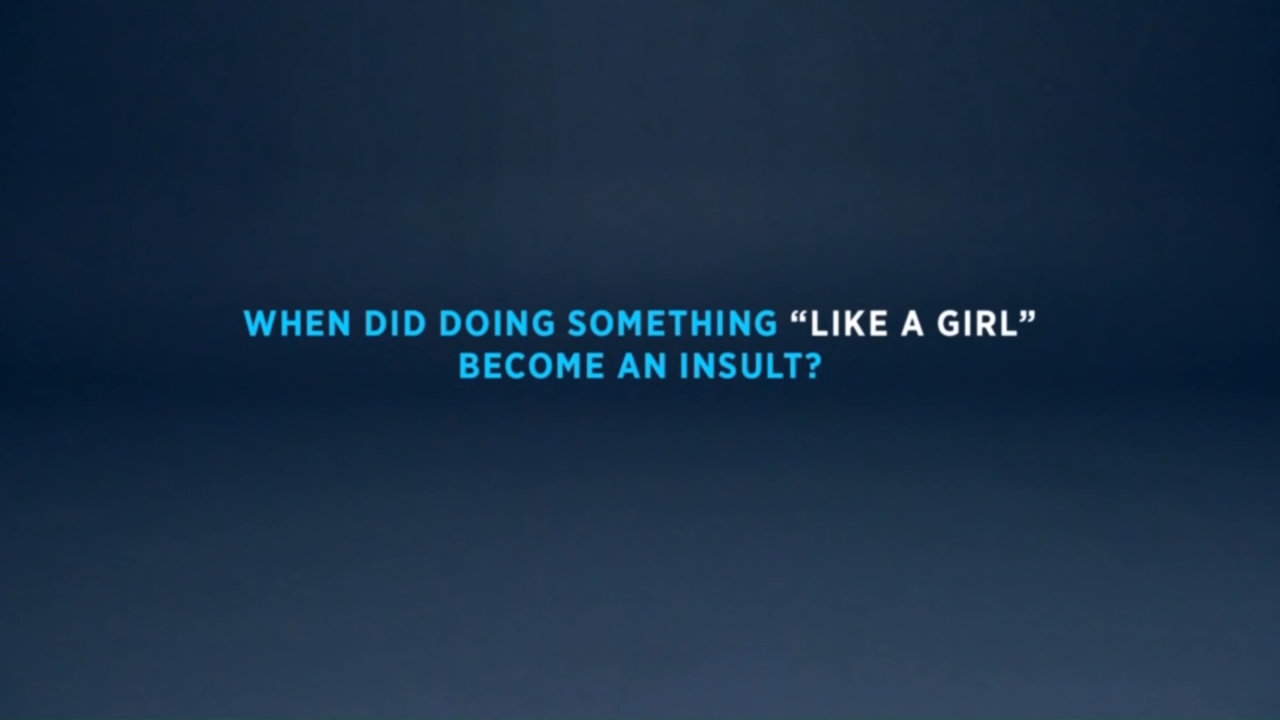 WHEN DID DOING SOMETHING “LIKE A GIRL”
BECOME AN INSULT?